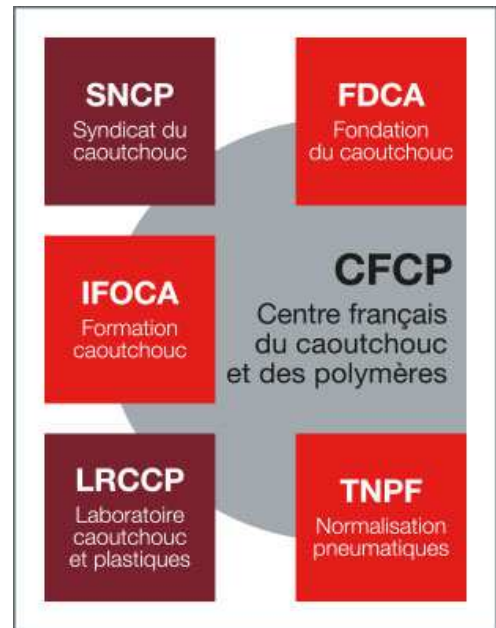 SNCP
Syndicat du
caoutchouc
FDCA
Fondation
du caoutchouc
IFOCA
Formation
caoutchouc
CFCP
Centre français
du caoutchouc
et des polymères
LRCCP
Laboratoire
caoutchouc
et plastiques
TNPF
Normalisation
pneumatiques